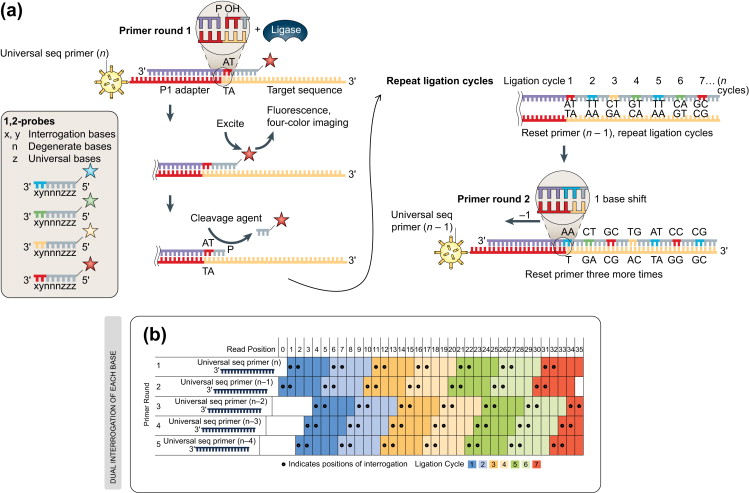 (a)
Primer round 1
P OH
+
Ligase
Universal seq primer (n)
3'
AT
P1 adapter
TA
Target sequence
1,2-probes
x, y Interrogation bases
n Degenerate bases
z Universal bases
3' 5'
xynnnzzz
3' 5'
xynnnzzz
3' 5'
xynnnzzz
3' 5'
xynnnzzz
Excite
Fluorescence,
four-color imaging
Cleavage agent
AT
P
TA
Repeat ligation cycles
Ligation cycle 1 2 3 4 5 6 7... (n
cycles)
3'
AT TT CT GT TT CA GC
TA AA GA CA AA GT CG
Reset primer (n – 1), repeat ligation cycles
Primer round 2
1 base shift
–1
Universal seq
primer (n – 1)
AA CT GC TG AT CC CG
3'
3'
T GA CG AC TA GG GC
Reset primer three more times
DUAL INTERROGATION OF EACH BASE
(b)
Read Position
0 1 2 3 4 5 6 7 8 9 10 11 12 13 14 15 16 17 18 19 20 21 22 23 24 25 26 27 28 29 30 31 32 33 34 35
Primer Round
1 Universal seq primer (n)
3'
2 Universal seq primer (n–1)
3'
3 Universal seq primer (n–2)
3'
4 Universal seq primer (n–3)
3'
5 Universal seq primer (n–4)
3'
• Indicates positions of interrogation Ligation Cycle 1 2 3 4 5 6 7